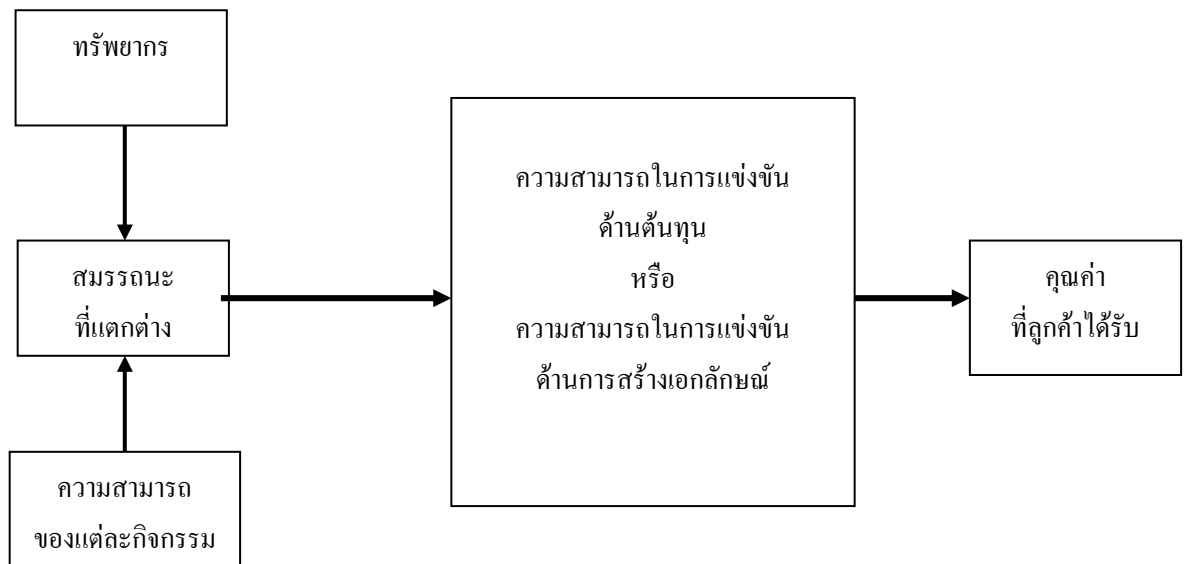 ทรัพยากร
สมรรถนะ
ที่แตกต่าง
ความสามารถ
ของแต่ละกิจกรรม
ความสามารถในการแข่งขัน
ด้านต้นทุน
หรือ
ความสามารถในการแข่งขัน
ด้านการสร้างเอกลักษณ์
คุณค่า
ที่ลูกค้าได้รับ